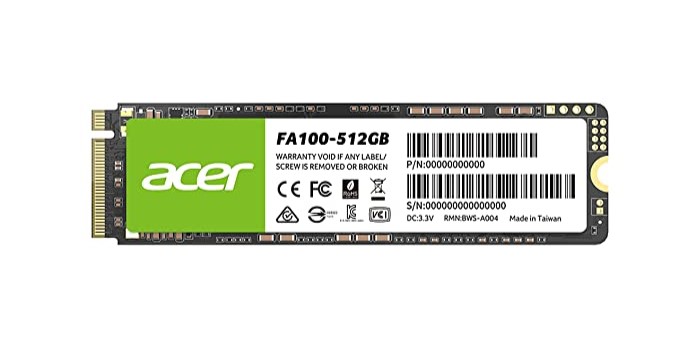 acer
FA100-512GB
WARRANTY VOID IF ANY LABEL/
SCREW IS REMOVED OR BROKEN
CE FC RoHS
VCI
P/N:00000000000
S/N:000000000000000
DC:3.3V RMN:BWS-A004 Made in Taiwan